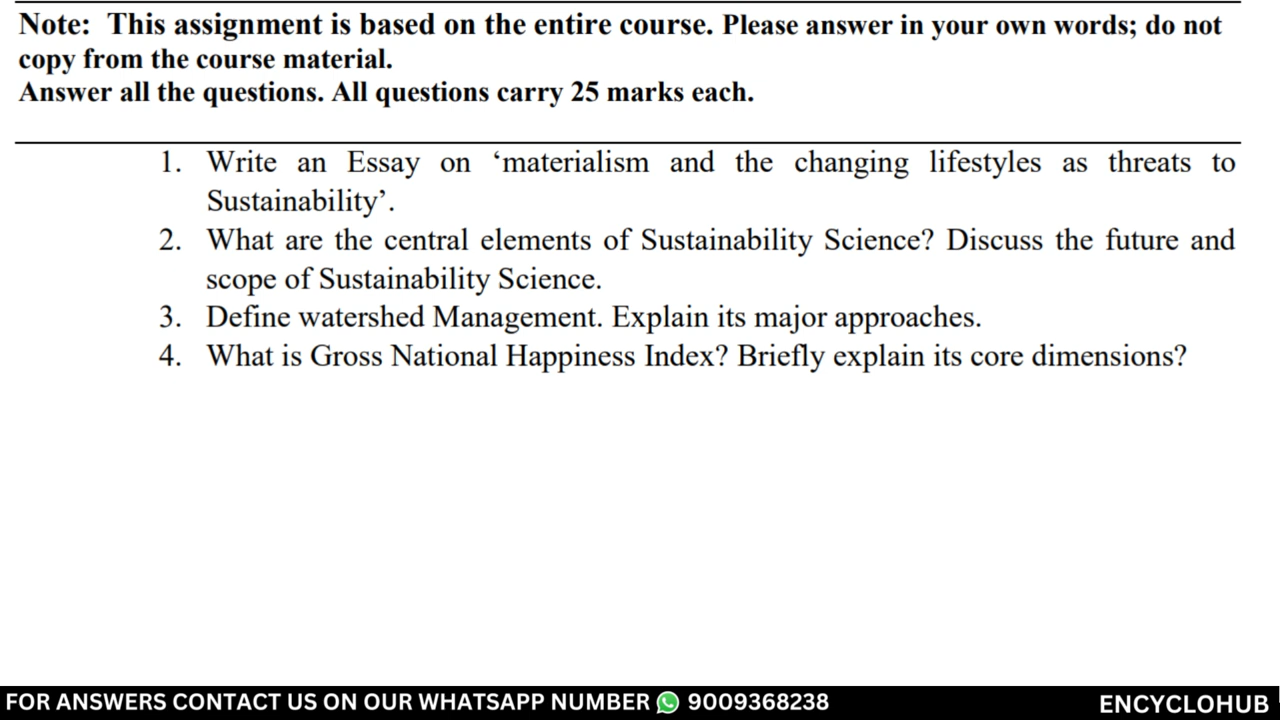 Note: This assignment is based on the entire course. Please answer in your own words; do not
copy from the course material.
Answer all the questions. All questions carry 25 marks each.
1. Write an Essay on ‘materialism and the changing lifestyles as threats to
Sustainability’.
2. What are the central elements of Sustainability Science? Discuss the future and
scope of Sustainability Science.
3. Define watershed Management. Explain its major approaches.
4. What is Gross National Happiness Index? Briefly explain its core dimensions?
FOR ANSWERS CONTACT US ON OUR WHATSAPP NUMBER 9009368238
ENCYCLOHUB